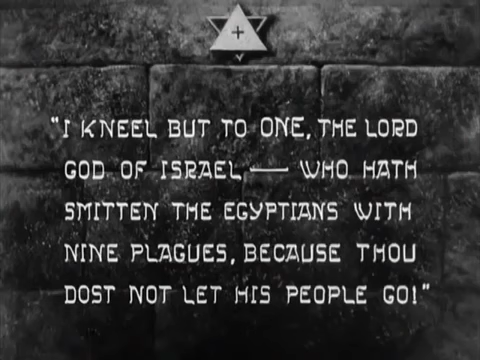 "I KNEEL BUT TO ONE, THE LORD
GOD OF ISRAEL — WHO HATH
SMITTEN THE EGYPTIANS WITH
NINE PLAGUES, BECAUSE THOU
DOST NOT LET HIS PEOPLE GO!"